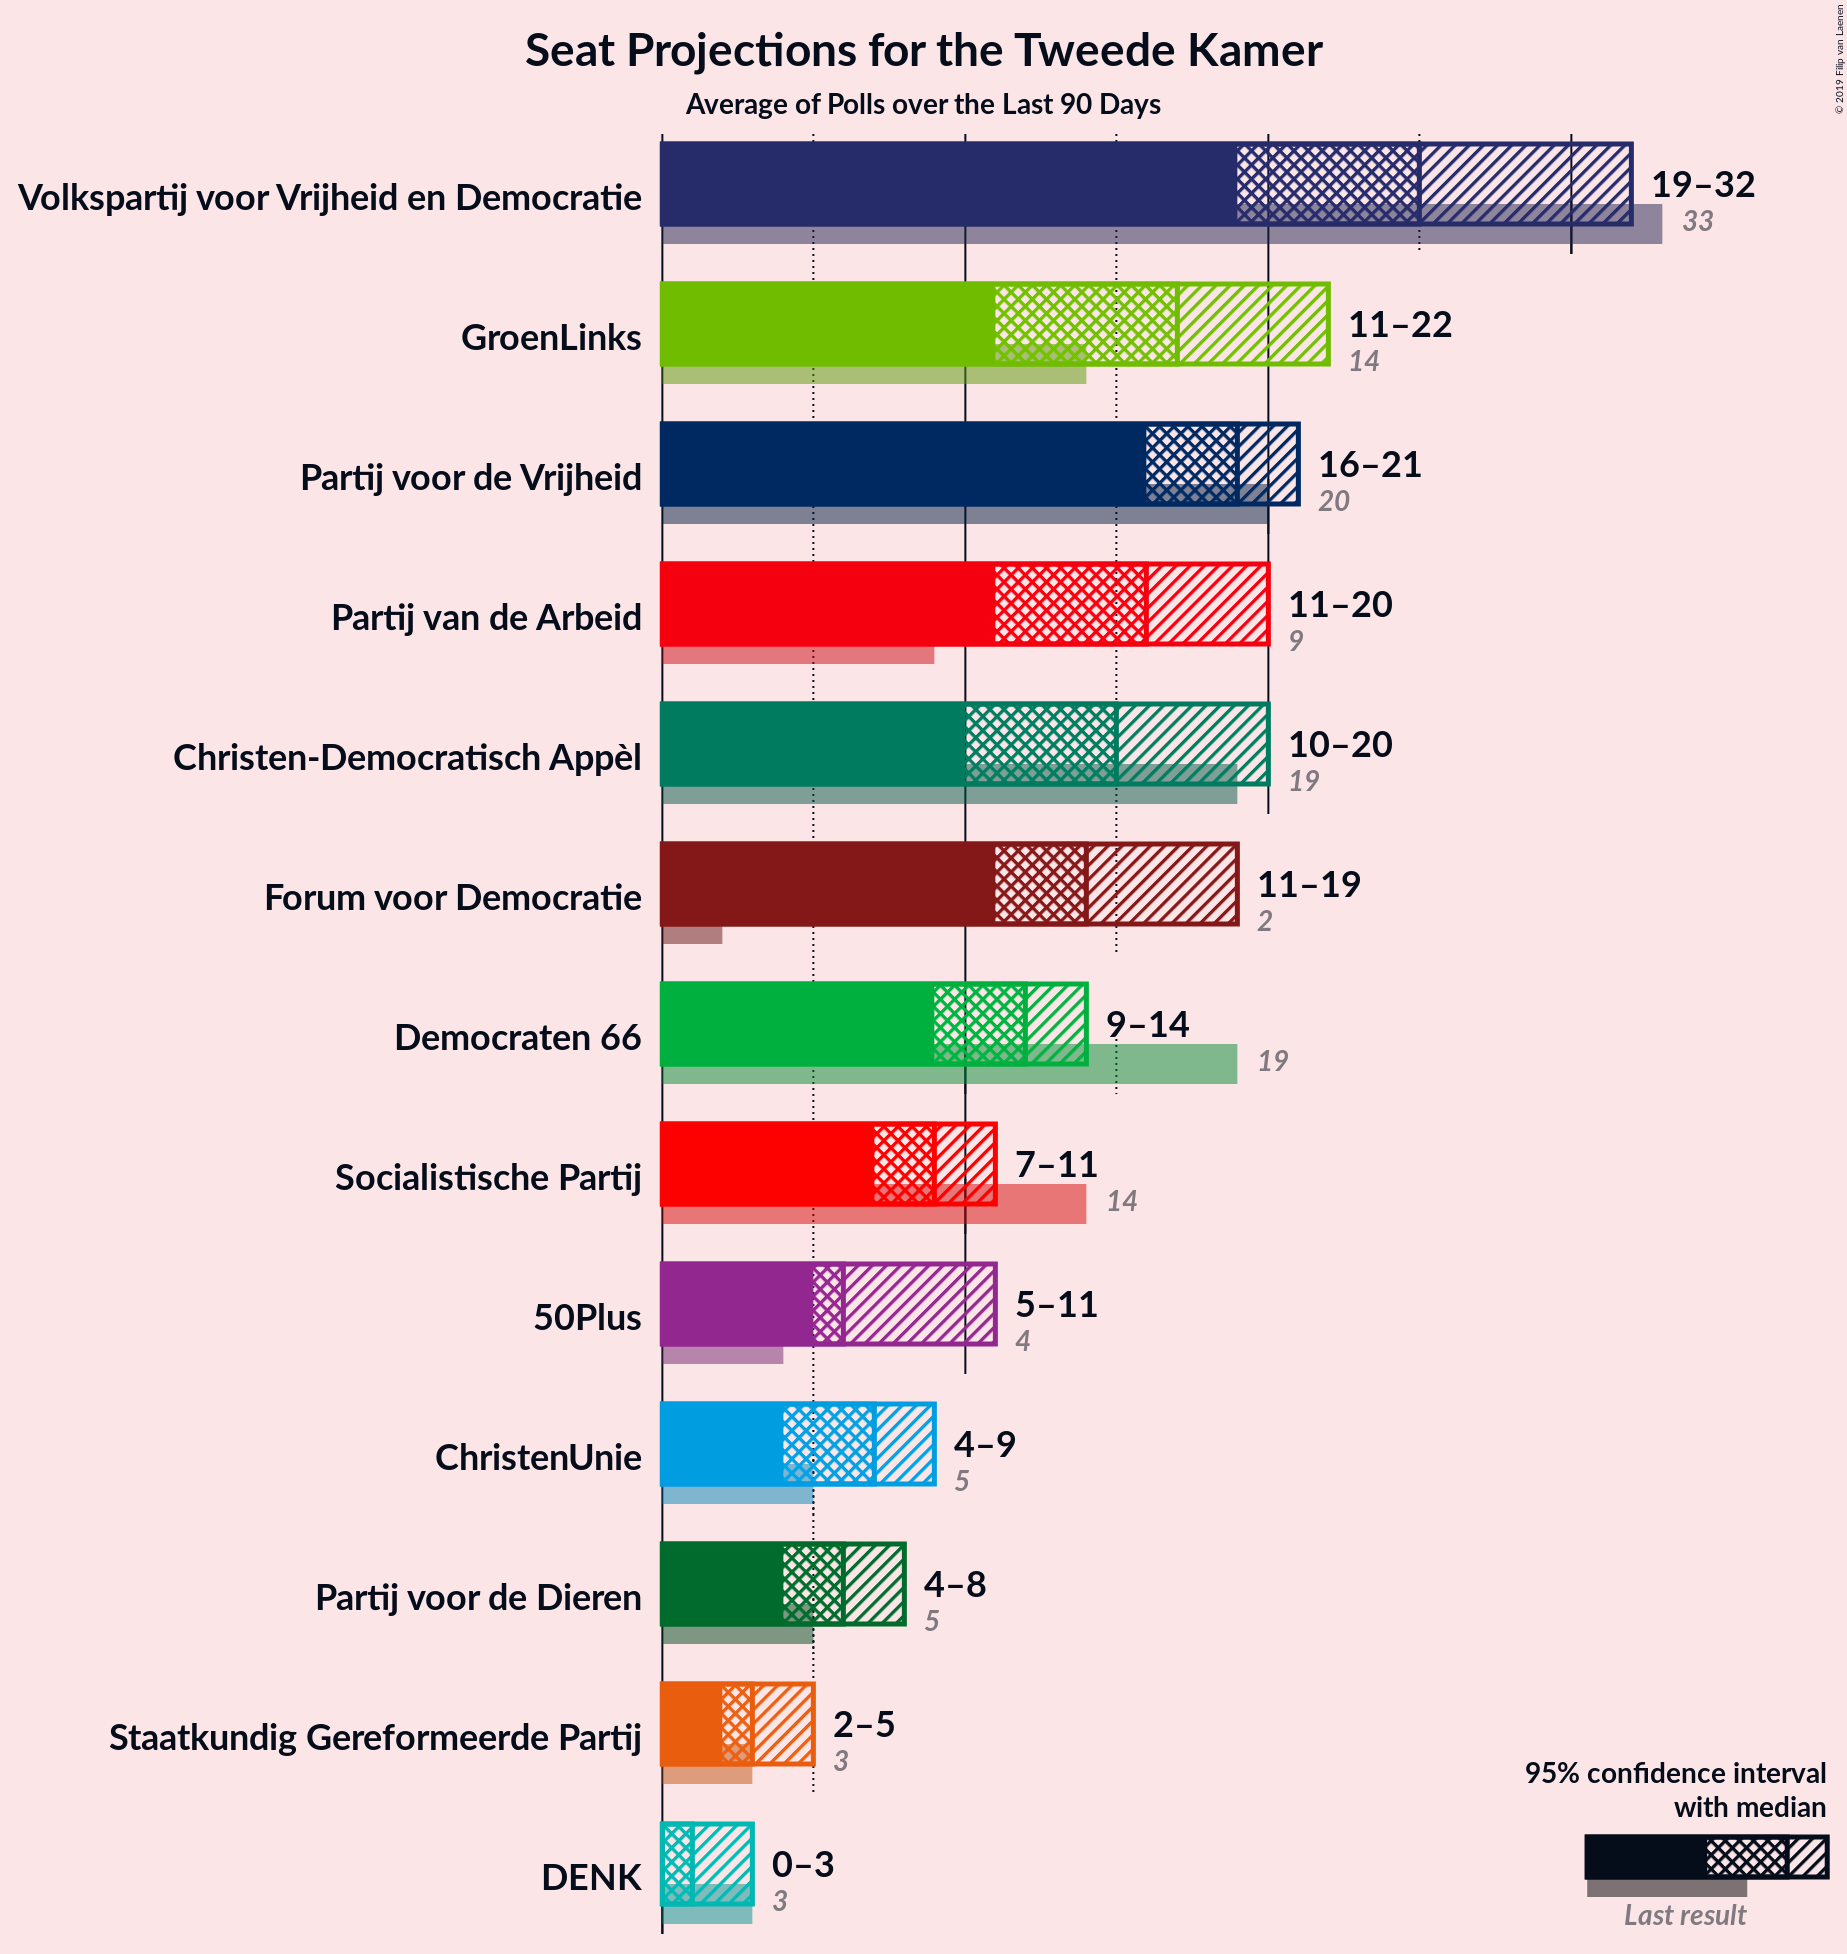 © 2019 Filip van Laenen
Seat Projections for the Tweede Kamer
Average of Polls over the Last 90 Days
Volkspartij voor Vrijheid en Democratie
19–32
33
GroenLinks
11–22
14
Partij voor de Vrijheid
16–21
20
Partij van de Arbeid
11–20
9
Christen-Democratisch Appèl
10–20
19
Forum voor Democratie
11–19
2
Democraten 66
9–14
19
Socialistische Partij
7–11
14
50Plus
5–11
4
ChristenUnie
4–9
5
Partij voor de Dieren
4–8
5
Staatkundig Gereformeerde Partij
2–5
3
DENK
0–3
3
95% confidence interval
with median
Last result